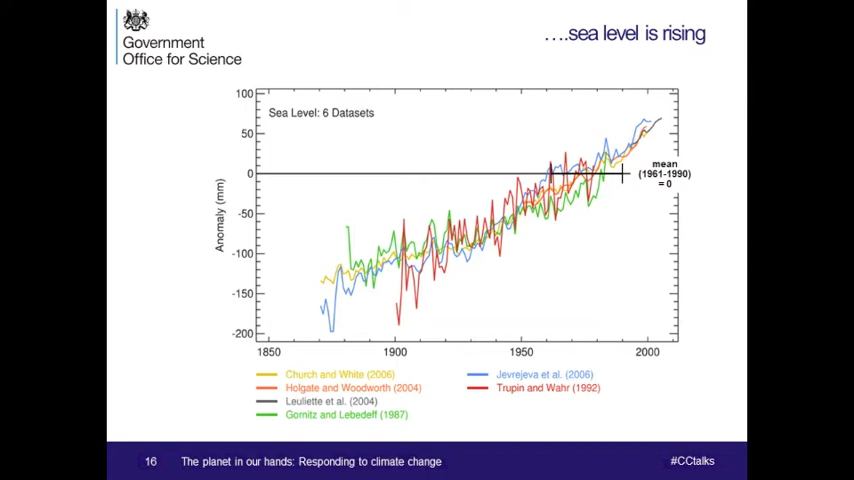 Government
Office for Science
….sea level is rising
Sea Level: 6 Datasets
100
50
0
-50
-100
-150
-200
Anomaly (mm)
mean
(1961-1990)
= 0
1850
1900
1950
2000
Church and White (2006)
Holgate and Woodworth (2004)
Leuliette et al. (2004)
Gornitz and Lebedeff (1987)
Jevrejeva et al. (2006)
Trupin and Wahr (1992)
16
The planet in our hands: Responding to climate change
#CCtalks